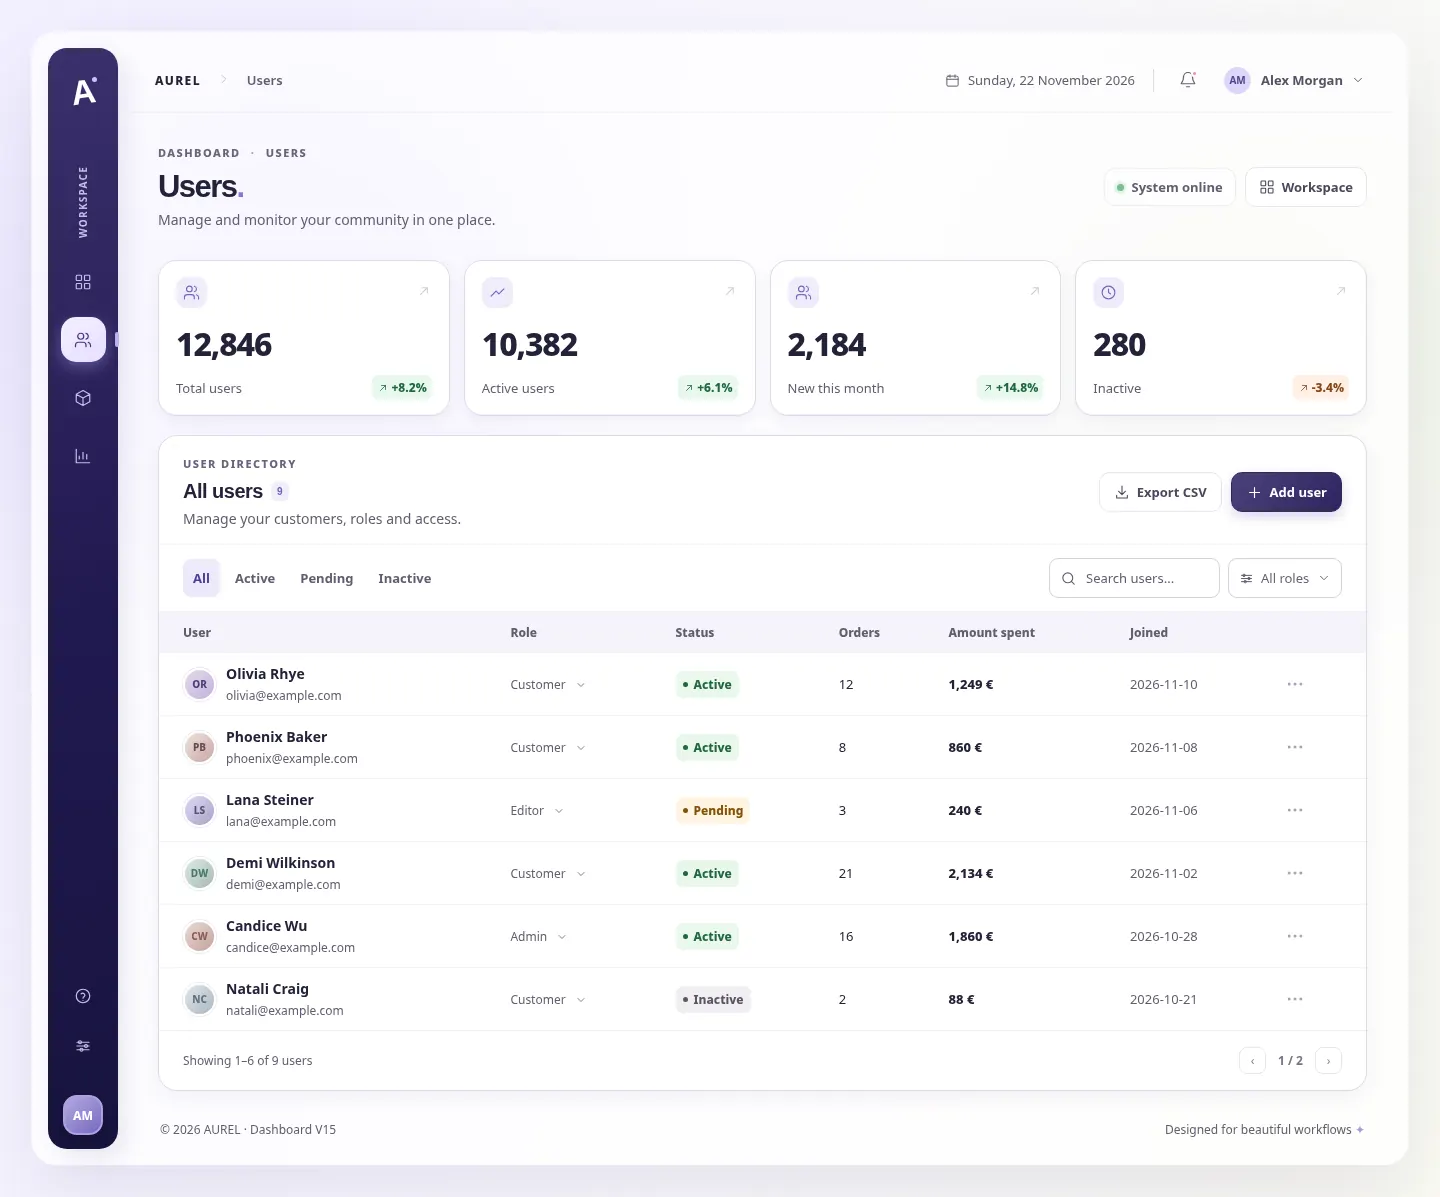 A
WORKSPACE
AM
AUREL
Users
Sunday, 22 November 2026
AM
Alex Morgan
DASHBOARD · USERS
Users.
Manage and monitor your community in one place.
System online
Workspace
12,846
Total users
+8.2%
10,382
Active users
+6.1%
2,184
New this month
+14.8%
280
Inactive
-3.4%
USER DIRECTORY
All users 9
Manage your customers, roles and access.
Export CSV
Add user
All Active Pending Inactive
Search users...
All roles
User Role Status Orders Amount spent Joined
OR Olivia Rhye
olivia@example.com
Customer Active 12 1,249 € 2026-11-10
PB Phoenix Baker
phoenix@example.com
Customer Active 8 860 € 2026-11-08
LS Lana Steiner
lana@example.com
Editor Pending 3 240 € 2026-11-06
DW Demi Wilkinson
demi@example.com
Customer Active 21 2,134 € 2026-11-02
CW Candice Wu
candice@example.com
Admin Active 16 1,860 € 2026-10-28
NC Natali Craig
natali@example.com
Customer Inactive 2 88 € 2026-10-21
Showing 1–6 of 9 users
‹ 1 / 2 ›
© 2026 AUREL · Dashboard V15
Designed for beautiful workflows ✦